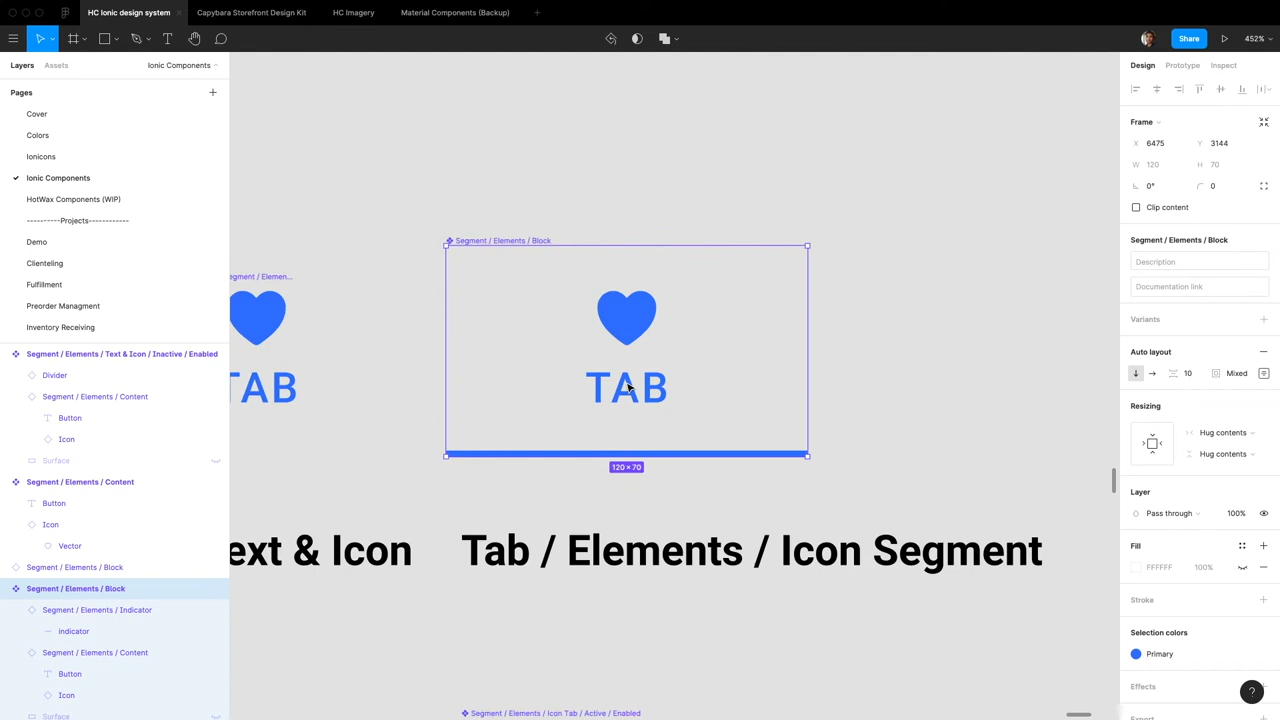 HC Ionic design system
Capybara Storefront Design Kit
HC Imagery
Material Components (Backup)
Share
452%
Layers
Assets
Ionic Components
Pages
Cover
Colors
Ionicons
Ionic Components
HotWax Components (WIP)
----------Projects------------
Demo
Clienteling
Fulfillment
Preorder Managment
Inventory Receiving
Segment / Elements / Text & Icon / Inactive / Enabled
Divider
Segment / Elements / Content
Button
Icon
Surface
Segment / Elements / Content
Button
Icon
Vector
Segment / Elements / Block
Segment / Elements / Block
Segment / Elements / Indicator
indicator
Segment / Elements / Content
Button
Icon
Surface
egment / Elemen...
TAB
Segment / Elements / Block
TAB
120 × 70
ext & Icon
Tab / Elements / Icon Segment
Segment / Elements / Icon Tab / Active / Enabled
Design
Prototype
Inspect
Frame
X 6475
Y 3144
W 120
H 70
0°
0
Clip content
Segment / Elements / Block
Description
Documentation link
Variants
Auto layout
10
Mixed
Resizing
Hug contents
Hug contents
Layer
Pass through
100%
Fill
FFFFFF
100%
Stroke
Selection colors
Primary
Effects
?